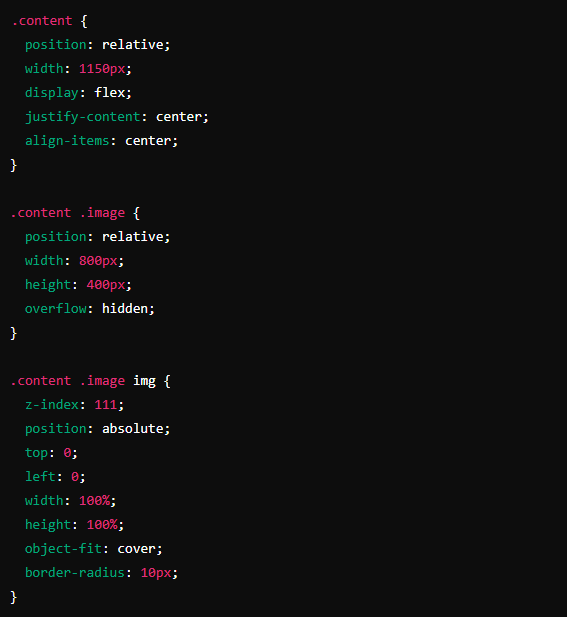 .content {
  position: relative;
  width: 1150px;
  display: flex;
  justify-content: center;
  align-items: center;
}

.content .image {
  position: relative;
  width: 800px;
  height: 400px;
  overflow: hidden;
}

.content .image img {
  z-index: 111;
  position: absolute;
  top: 0;
  left: 0;
  width: 100%;
  height: 100%;
  object-fit: cover;
  border-radius: 10px;
}